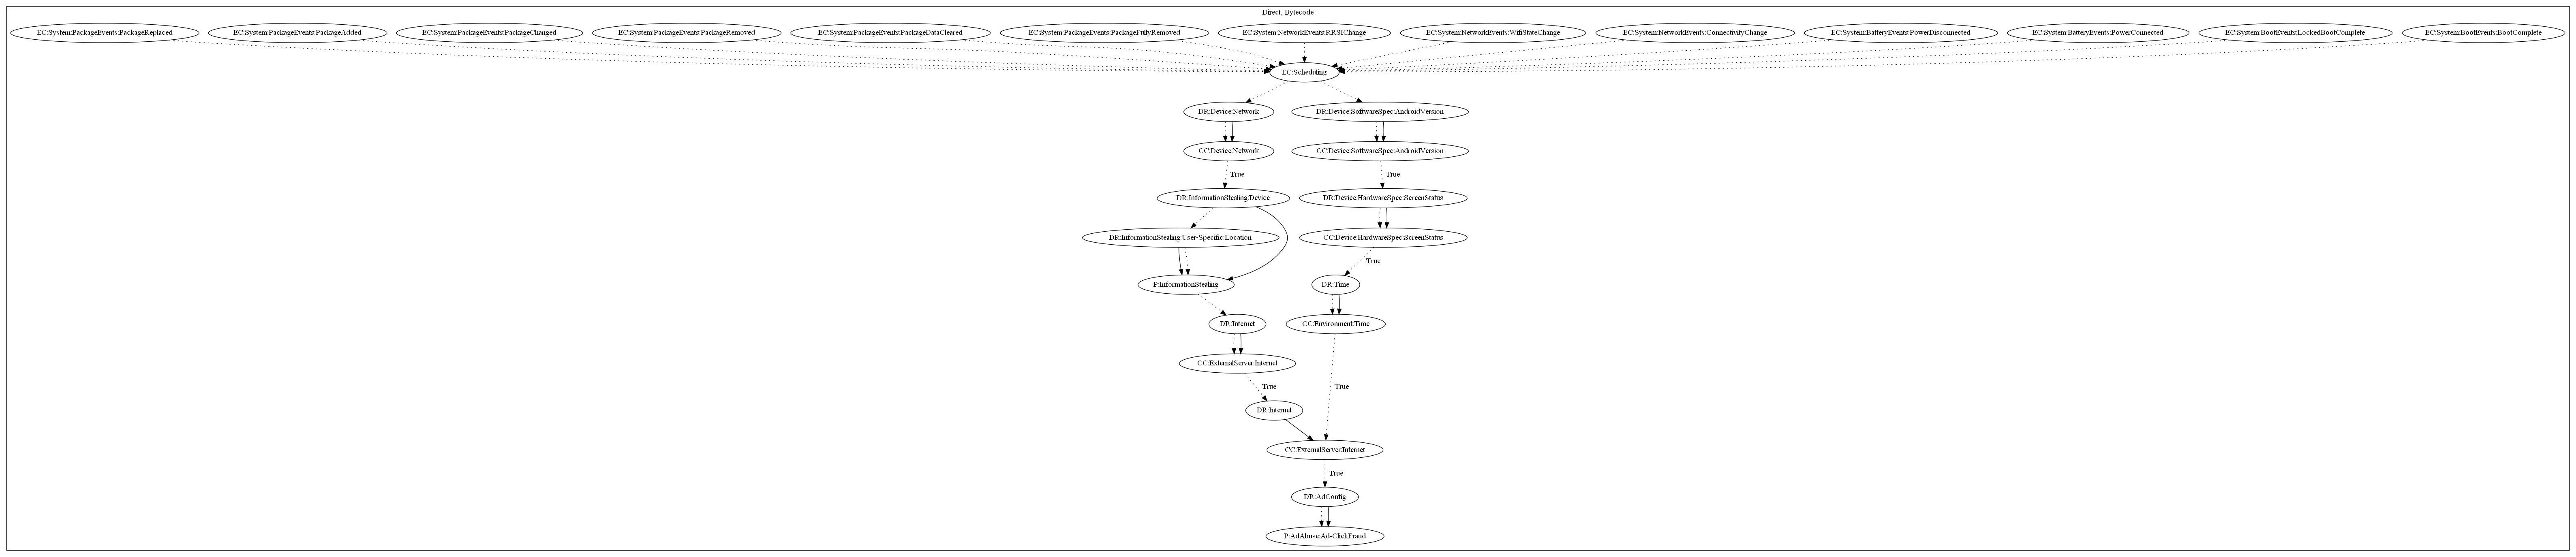 Direct, Bytecode
EC:System:PackageEvents:PackageReplaced
EC:System:PackageEvents:PackageAdded
EC:System:PackageEvents:PackageChanged
EC:System:PackageEvents:PackageRemoved
EC:System:PackageEvents:PackageDataCleared
EC:System:PackageEvents:PackageFullyRemoved
EC:System:NetworkEvents:RRSIChange
EC:System:NetworkEvents:WifiStateChange
EC:System:NetworkEvents:ConnectivityChange
EC:System:BatteryEvents:PowerDisconnected
EC:System:BatteryEvents:PowerConnected
EC:System:BootEvents:LockedBootComplete
EC:System:BootEvents:BootComplete
EC:Scheduling
DR:Device:Network
DR:Device:SoftwareSpec:AndroidVersion
CC:Device:Network
CC:Device:SoftwareSpec:AndroidVersion
True
True
DR:InformationStealing:Device
DR:Device:HardwareSpec:ScreenStatus
DR:InformationStealing:User-Specific:Location
CC:Device:HardwareSpec:ScreenStatus
True
P:InformationStealing
DR:Time
DR:Internet
CC:Environment:Time
CC:ExternalServer:Internet
True
True
DR:Internet
CC:ExternalServer:Internet
True
DR:AdConfig
P:AdAbuse:Ad-ClickFraud